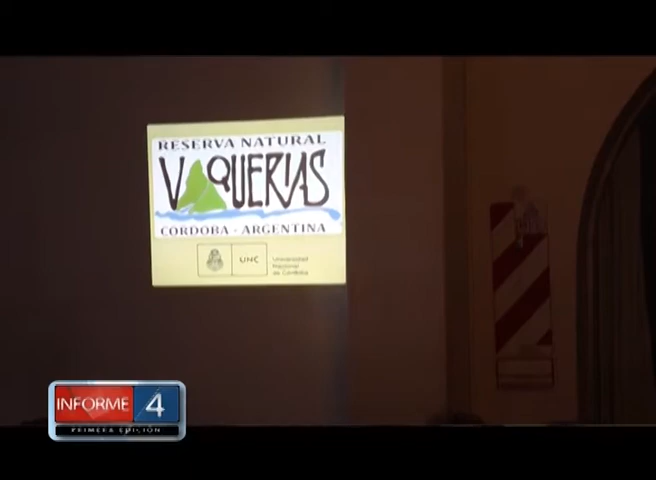 RESERVA NATURAL
VAQUERIAS
CORDOBA - ARGENTINA
UNC
Universidad
Nacional
de Córdoba
INFORME 4
PRIMERA EDICIÓN